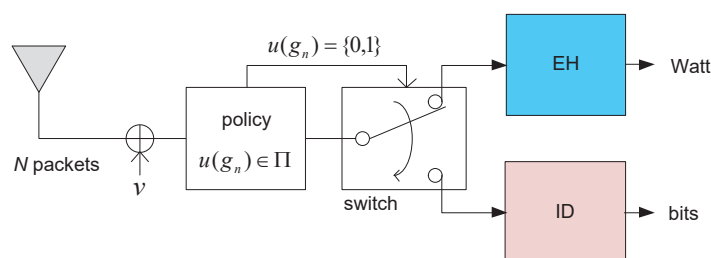 u(g_n) = {0,1}
EH
Watt
policy
u(g_n) ∈ Π
N packets
v
switch
ID
bits